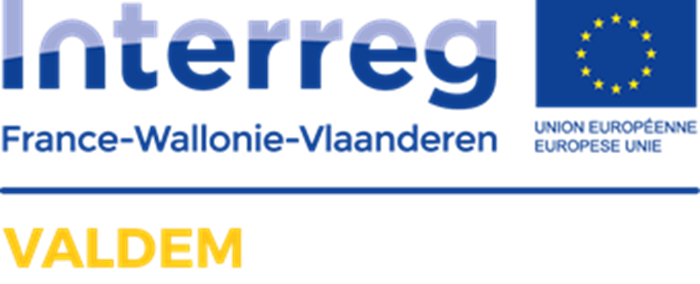 Interreg
France-Wallonie-Vlaanderen
UNION EUROPÉENNE
EUROPESE UNIE
VALDEM